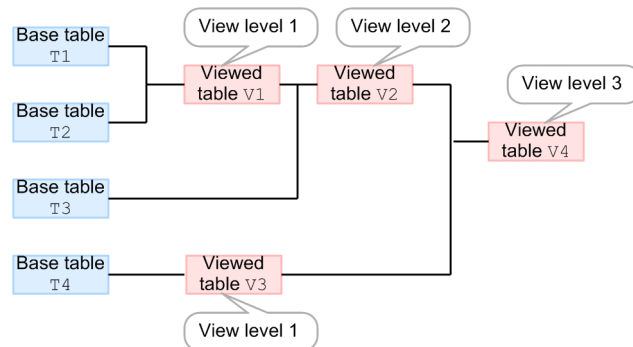 Base table
T1
View level 1
View level 2
Viewed
table V1
Viewed
table V2
View level 3
Base table
T2
Viewed
table V4
Base table
T3
Base table
T4
Viewed
table V3
View level 1